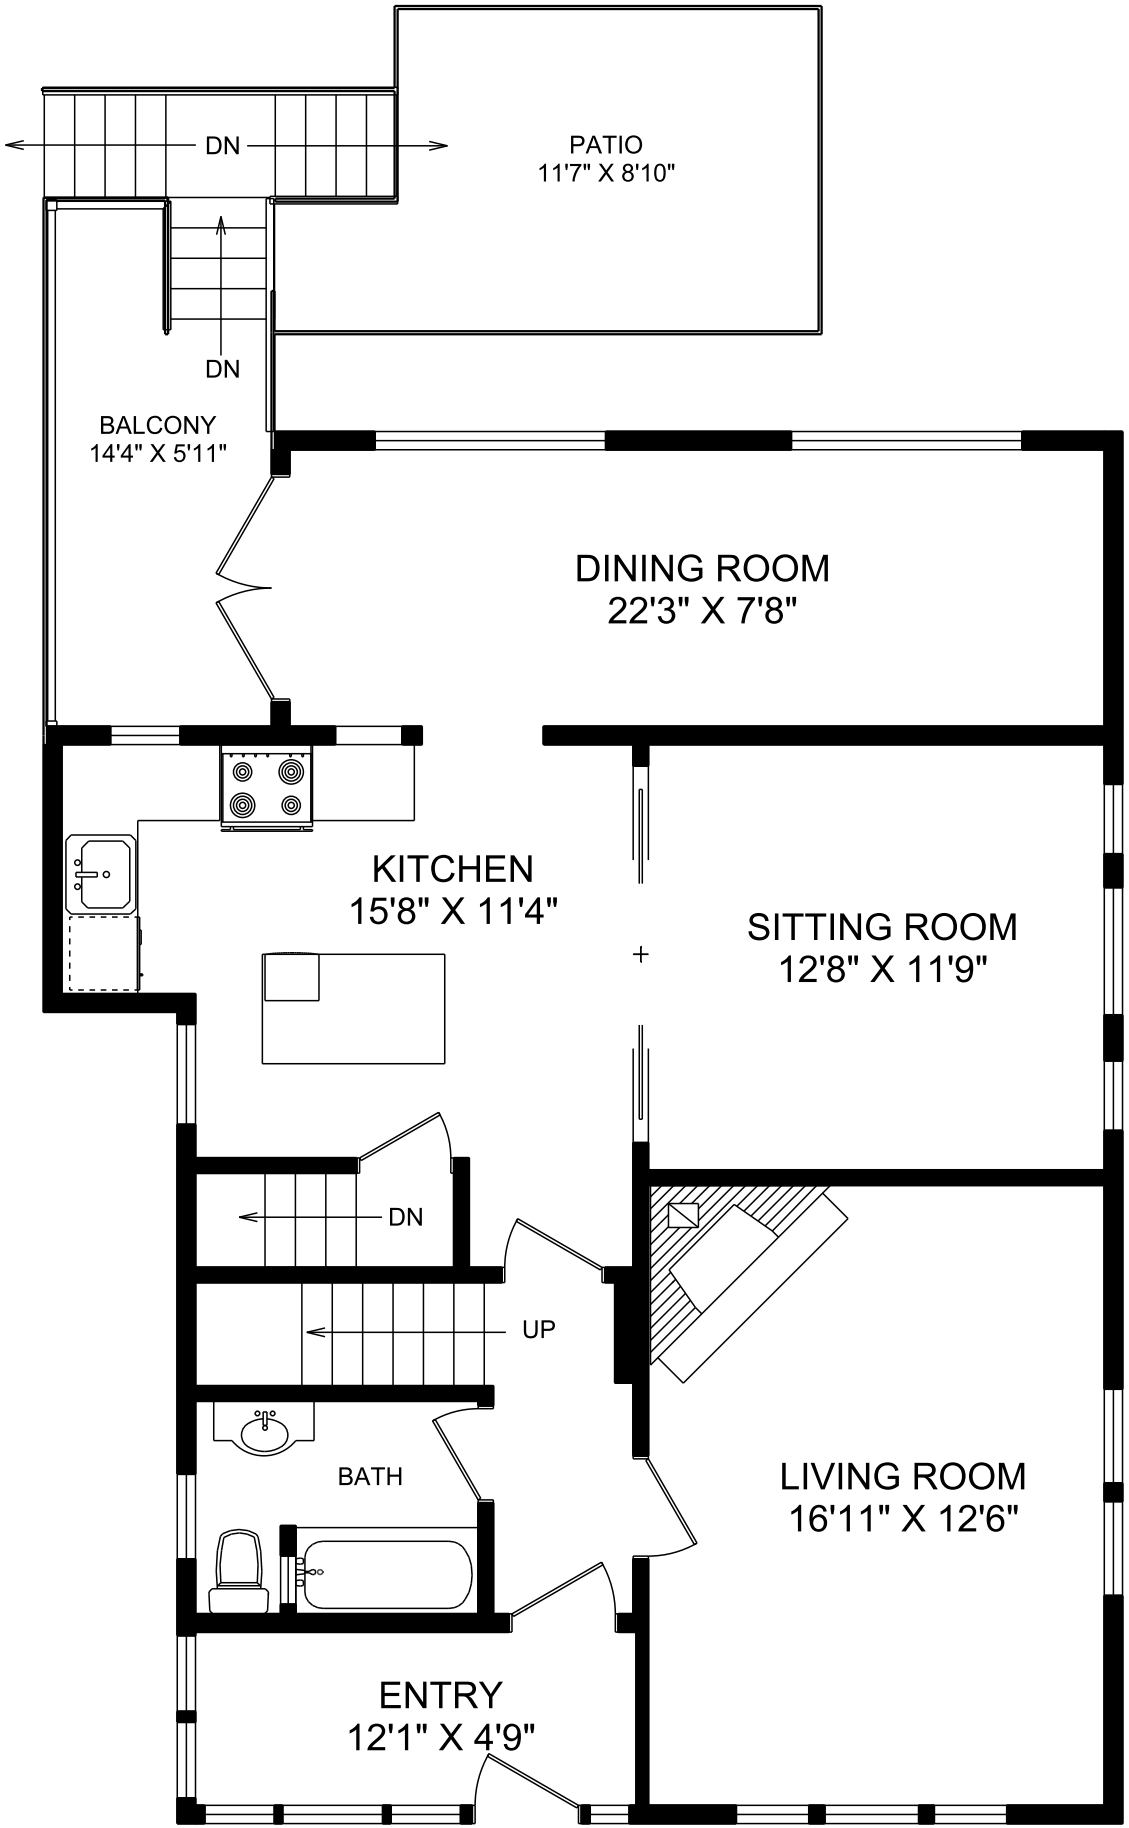 DN
PATIO
11'7" X 8'10"
DN
BALCONY
14'4" X 5'11"
DINING ROOM
22'3" X 7'8"
KITCHEN
15'8" X 11'4"
SITTING ROOM
12'8" X 11'9"
DN
UP
BATH
LIVING ROOM
16'11" X 12'6"
ENTRY
12'1" X 4'9"